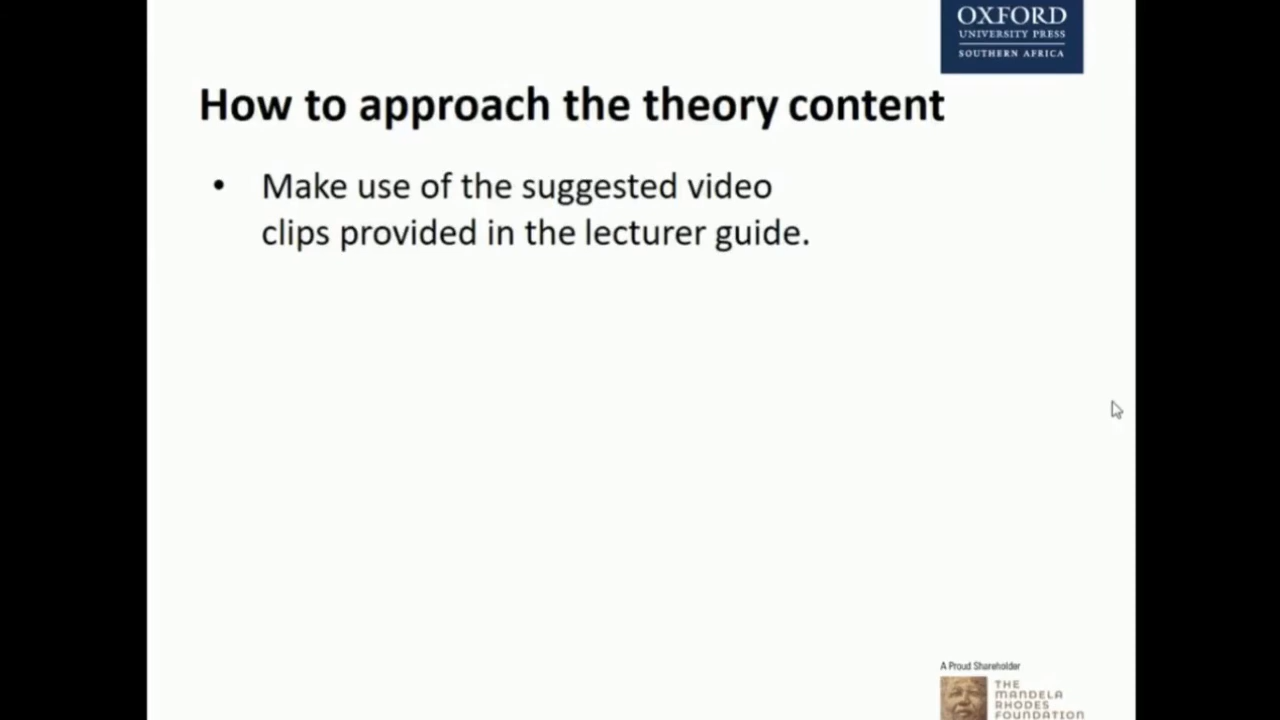 OXFORD
UNIVERSITY PRESS
SOUTHERN AFRICA
How to approach the theory content
• Make use of the suggested video
clips provided in the lecturer guide.
A Proud Shareholder
THE
MANDELA
RHODES
FOUNDATION